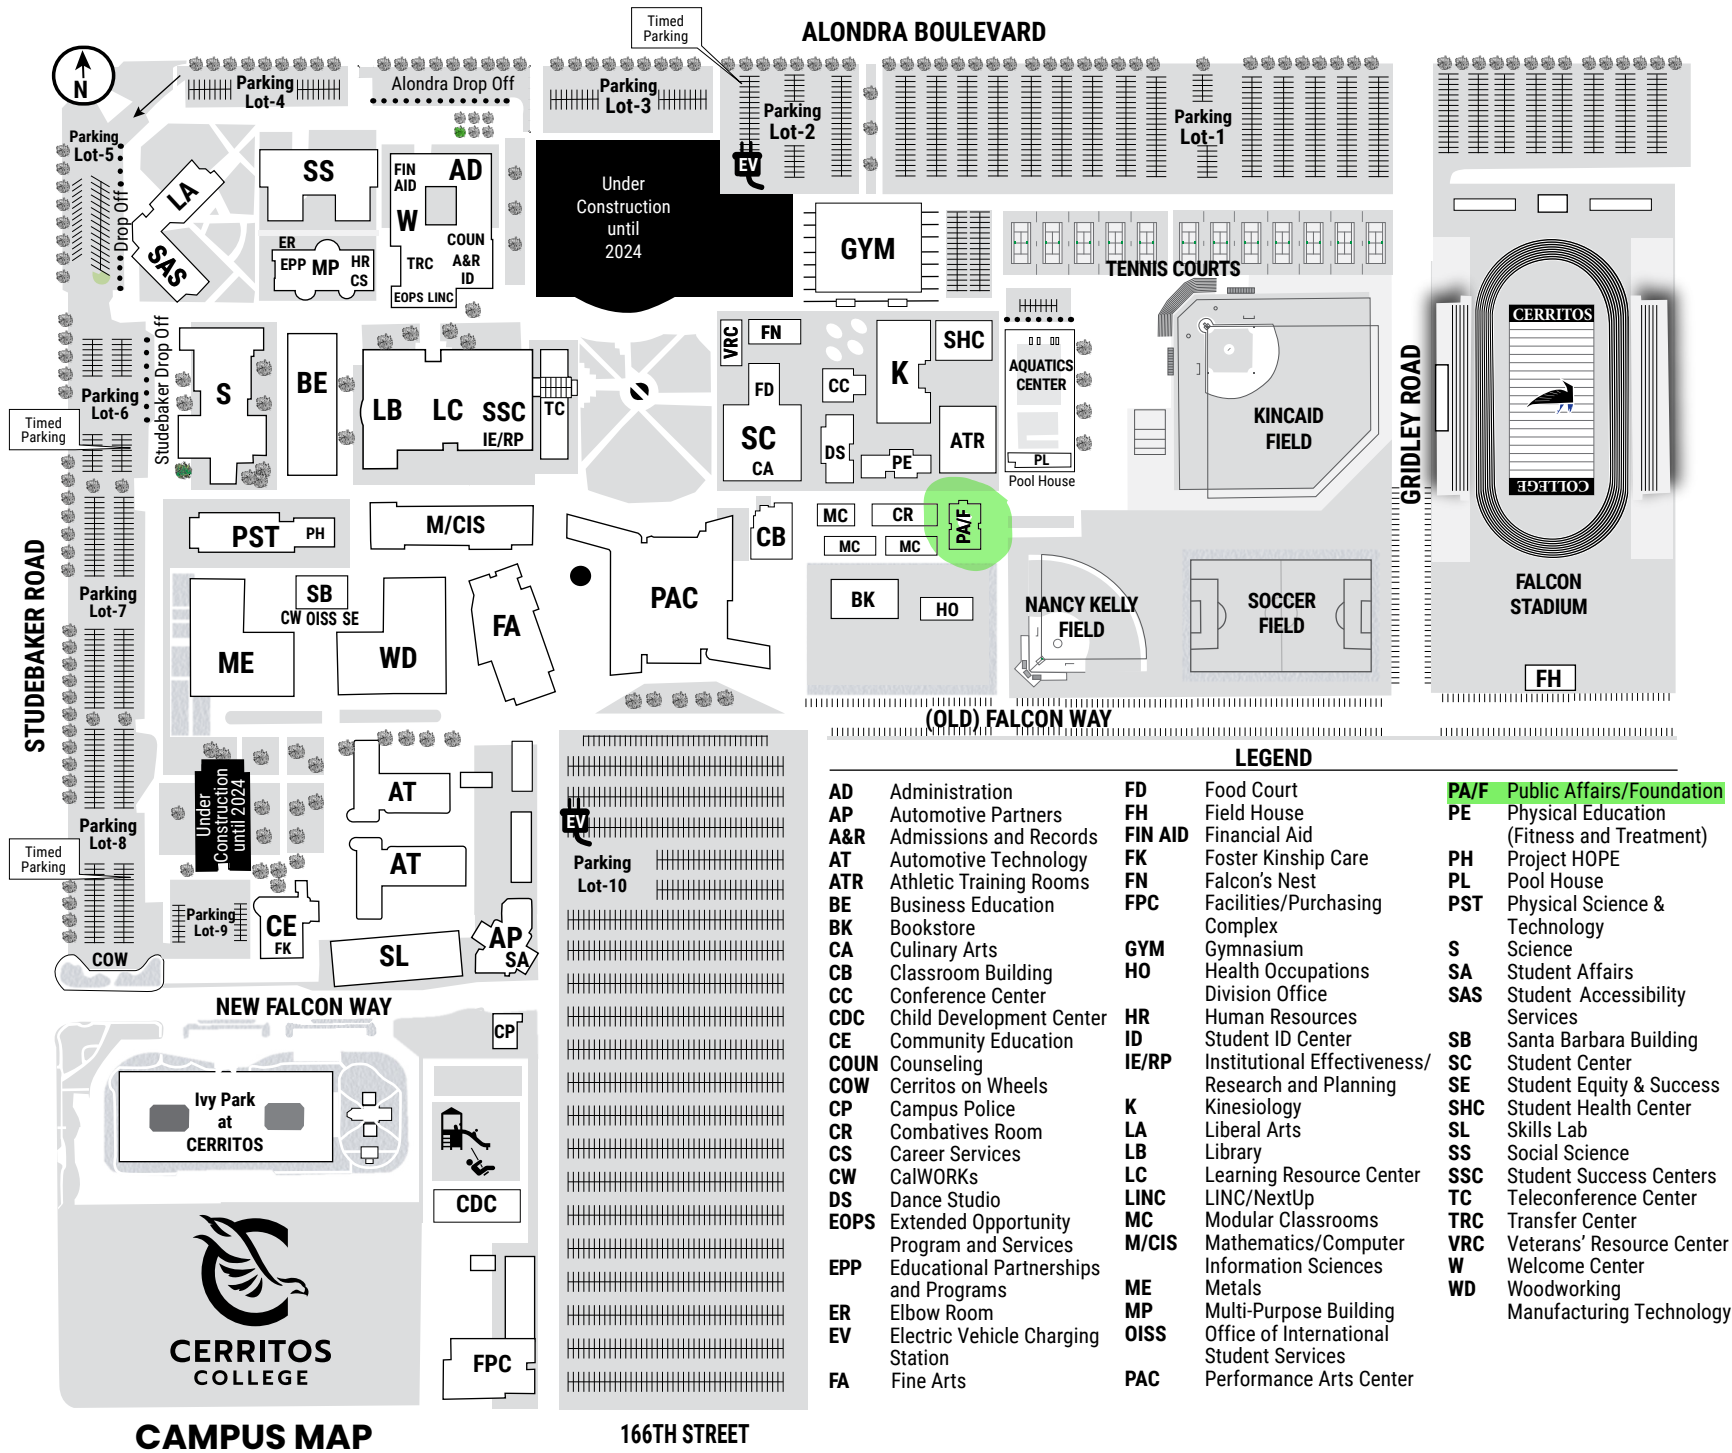 Timed
Parking
ALONDRA BOULEVARD
N
Parking
Lot-4
Alondra Drop Off
Parking
Lot-3
Parking
Lot-2
Parking
Lot-1
EV
Parking
Lot-5
Drop Off
LA
SAS
SS
ER
EPP MP HR
CS
FIN
AID
AD
W
COUN
TRC A&R
ID
EOPS LINC
Under
Construction
until
2024
GYM
TENNIS COURTS
Studebaker Drop Off
Parking
Lot-6
Timed
Parking
S
BE
LB LC SSC
IE/RP
TC
VRC
FN
FD
SC
CA
CC
K
SHC
DS
PE
ATR
AQUATICS
CENTER
PL
Pool House
KINCAID
FIELD
GRIDLEY ROAD
CERRITOS
COLLEGE
FALCON
STADIUM
FH
STUDEBAKER ROAD
PST PH
M/CIS
CB
MC
CR
MC
MC
PA/F
Parking
Lot-7
SB
CW OISS SE
ME
WD
FA
PAC
BK
HO
NANCY KELLY
FIELD
SOCCER
FIELD
(OLD) FALCON WAY
Under
Construction
until 2024
Parking
Lot-8
Timed
Parking
AT
AT
EV
Parking
Lot-10
Parking
Lot-9
CE
FK
SL
AP
SA
COW
NEW FALCON WAY
CP
Ivy Park
at
CERRITOS
CDC
FPC
CERRITOS
COLLEGE
CAMPUS MAP
166TH STREET
LEGEND
AD Administration
AP Automotive Partners
A&R Admissions and Records
AT Automotive Technology
ATR Athletic Training Rooms
BE Business Education
BK Bookstore
CA Culinary Arts
CB Classroom Building
CC Conference Center
CDC Child Development Center
CE Community Education
COUN Counseling
COW Cerritos on Wheels
CP Campus Police
CR Combatives Room
CS Career Services
CW CalWORKs
DS Dance Studio
EOPS Extended Opportunity
Program and Services
EPP Educational Partnerships
and Programs
ER Elbow Room
EV Electric Vehicle Charging
Station
FA Fine Arts
FD Food Court
FH Field House
FIN AID Financial Aid
FK Foster Kinship Care
FN Falcon's Nest
FPC Facilities/Purchasing
Complex
GYM Gymnasium
HO Health Occupations
Division Office
HR Human Resources
ID Student ID Center
IE/RP Institutional Effectiveness/
Research and Planning
K Kinesiology
LA Liberal Arts
LB Library
LC Learning Resource Center
LINC LINC/NextUp
MC Modular Classrooms
M/CIS Mathematics/Computer
Information Sciences
ME Metals
MP Multi-Purpose Building
OISS Office of International
Student Services
PAC Performance Arts Center
PA/F Public Affairs/Foundation
PE Physical Education
(Fitness and Treatment)
PH Project HOPE
PL Pool House
PST Physical Science &
Technology
S Science
SA Student Affairs
SAS Student Accessibility
Services
SB Santa Barbara Building
SC Student Center
SE Student Equity & Success
SHC Student Health Center
SL Skills Lab
SS Social Science
SSC Student Success Centers
TC Teleconference Center
TRC Transfer Center
VRC Veterans' Resource Center
W Welcome Center
WD Woodworking
Manufacturing Technology